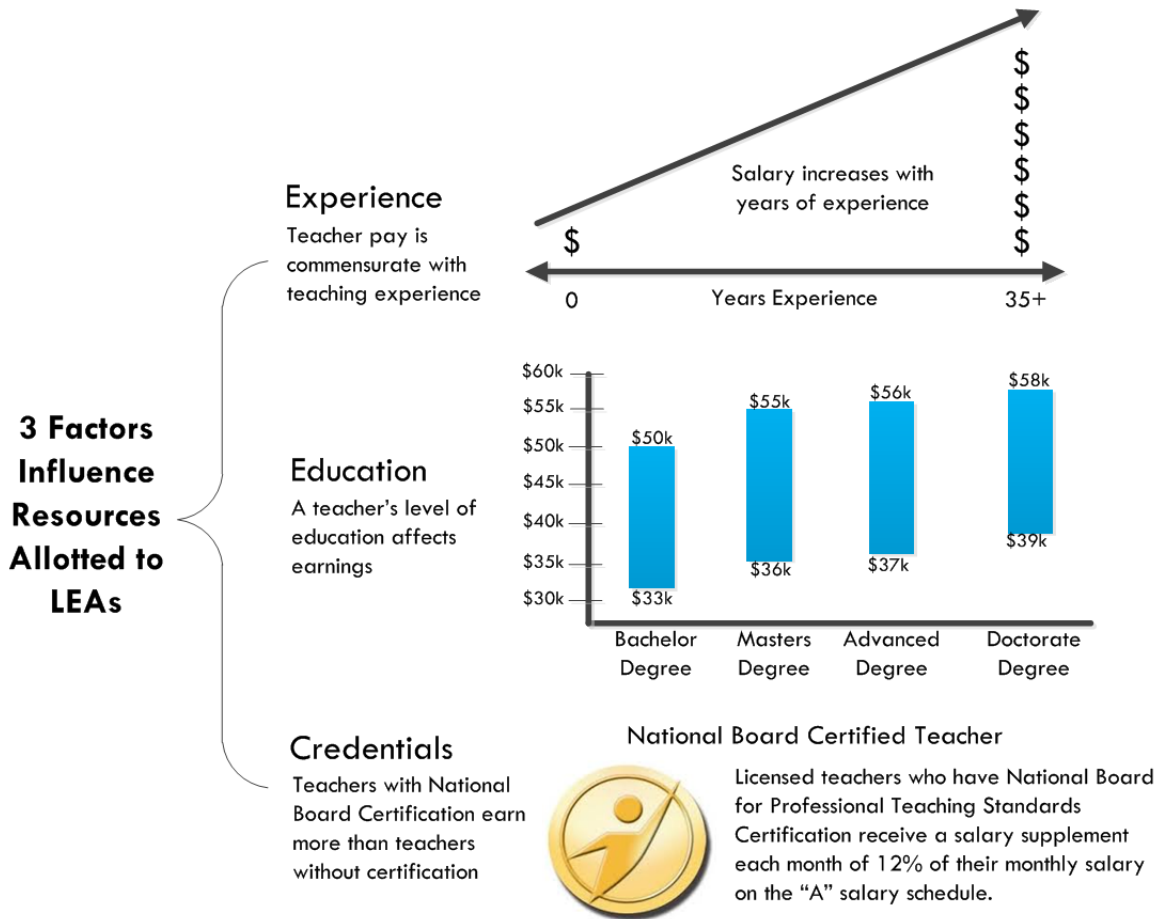 3 Factors
Influence
Resources
Allotted to
LEAs
Experience
Teacher pay is
commensurate with
teaching experience
$
$
$
$
$
$
$
Salary increases with
years of experience
0
Years Experience
35+
Education
A teacher’s level of
education affects
earnings
$60k
$55k
$50k
$45k
$40k
$35k
$30k
$50k
$33k
$55k
$36k
$56k
$37k
$58k
$39k
Bachelor
Degree
Masters
Degree
Advanced
Degree
Doctorate
Degree
Credentials
Teachers with National
Board Certification earn
more than teachers
without certification
National Board Certified Teacher
Licensed teachers who have National Board
for Professional Teaching Standards
Certification receive a salary supplement
each month of 12% of their monthly salary
on the “A” salary schedule.